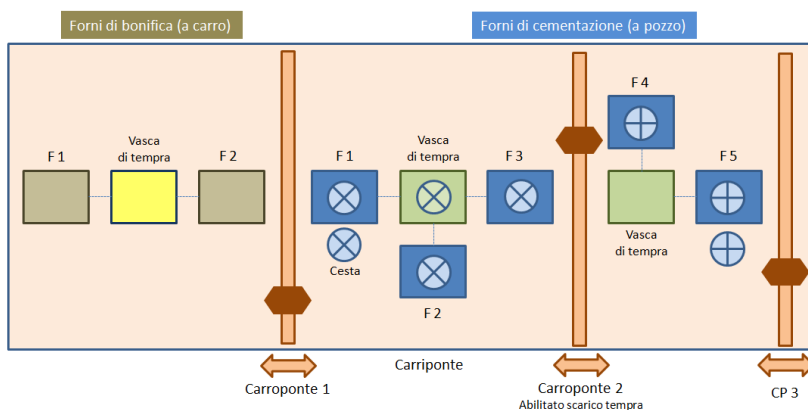 Forni di bonifica (a carro)
Forni di cementazione (a pozzo)
F 4
F 1
Vasca
di tempra
F 2
F 1
Vasca
di tempra
F 3
F 5
Cesta
F 2
Vasca
di tempra
Carroponte 1
Carriponte
Carroponte 2
Abilitato scarico tempra
CP 3